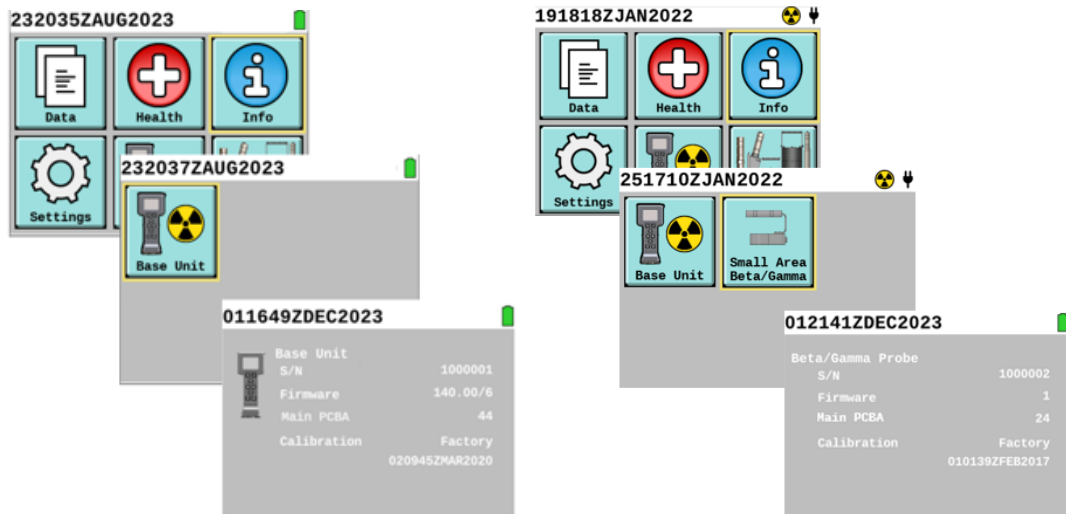 232035ZAUG2023
Data Health Info
Settings
232037ZAUG2023
Base Unit
011649ZDEC2023
Base Unit
S/N 1000001
Firmware 140.00/6
Main PCBA 44
Calibration Factory
020945ZMAR2020
191818ZJAN2022
Data Health Info
Settings
251710ZJAN2022
Base Unit
Small Area
Beta/Gamma
012141ZDEC2023
Beta/Gamma Probe
S/N 1000002
Firmware 1
Main PCBA 24
Calibration Factory
010139ZFEB2017